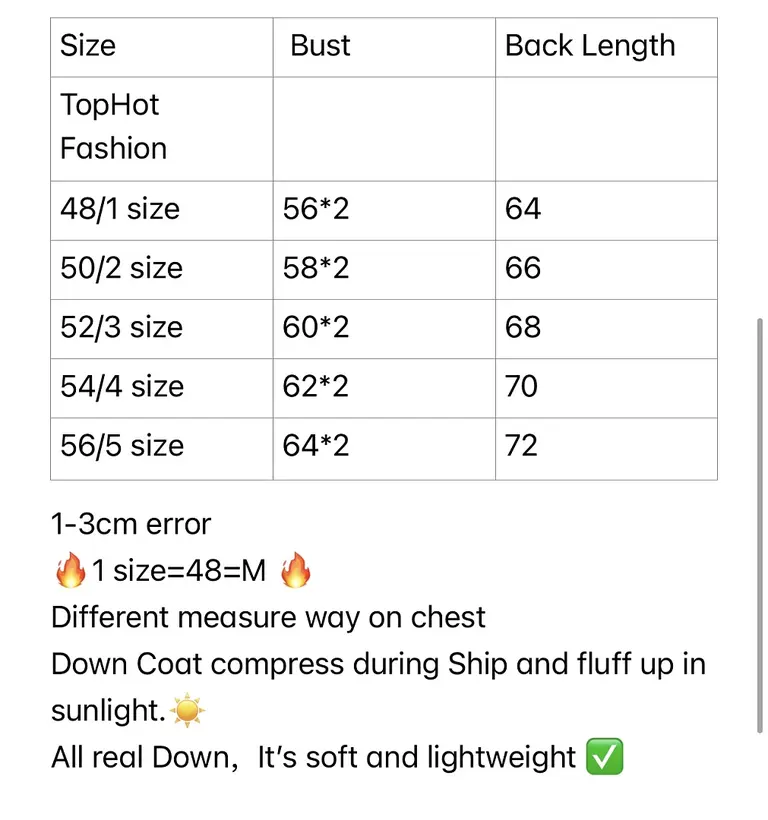 Size Bust Back Length
TopHot
Fashion
48/1 size 56*2 64
50/2 size 58*2 66
52/3 size 60*2 68
54/4 size 62*2 70
56/5 size 64*2 72
1-3cm error
🔥1 size=48=M 🔥
Different measure way on chest
Down Coat compress during Ship and fluff up in
sunlight.☀️
All real Down，It’s soft and lightweight ✅